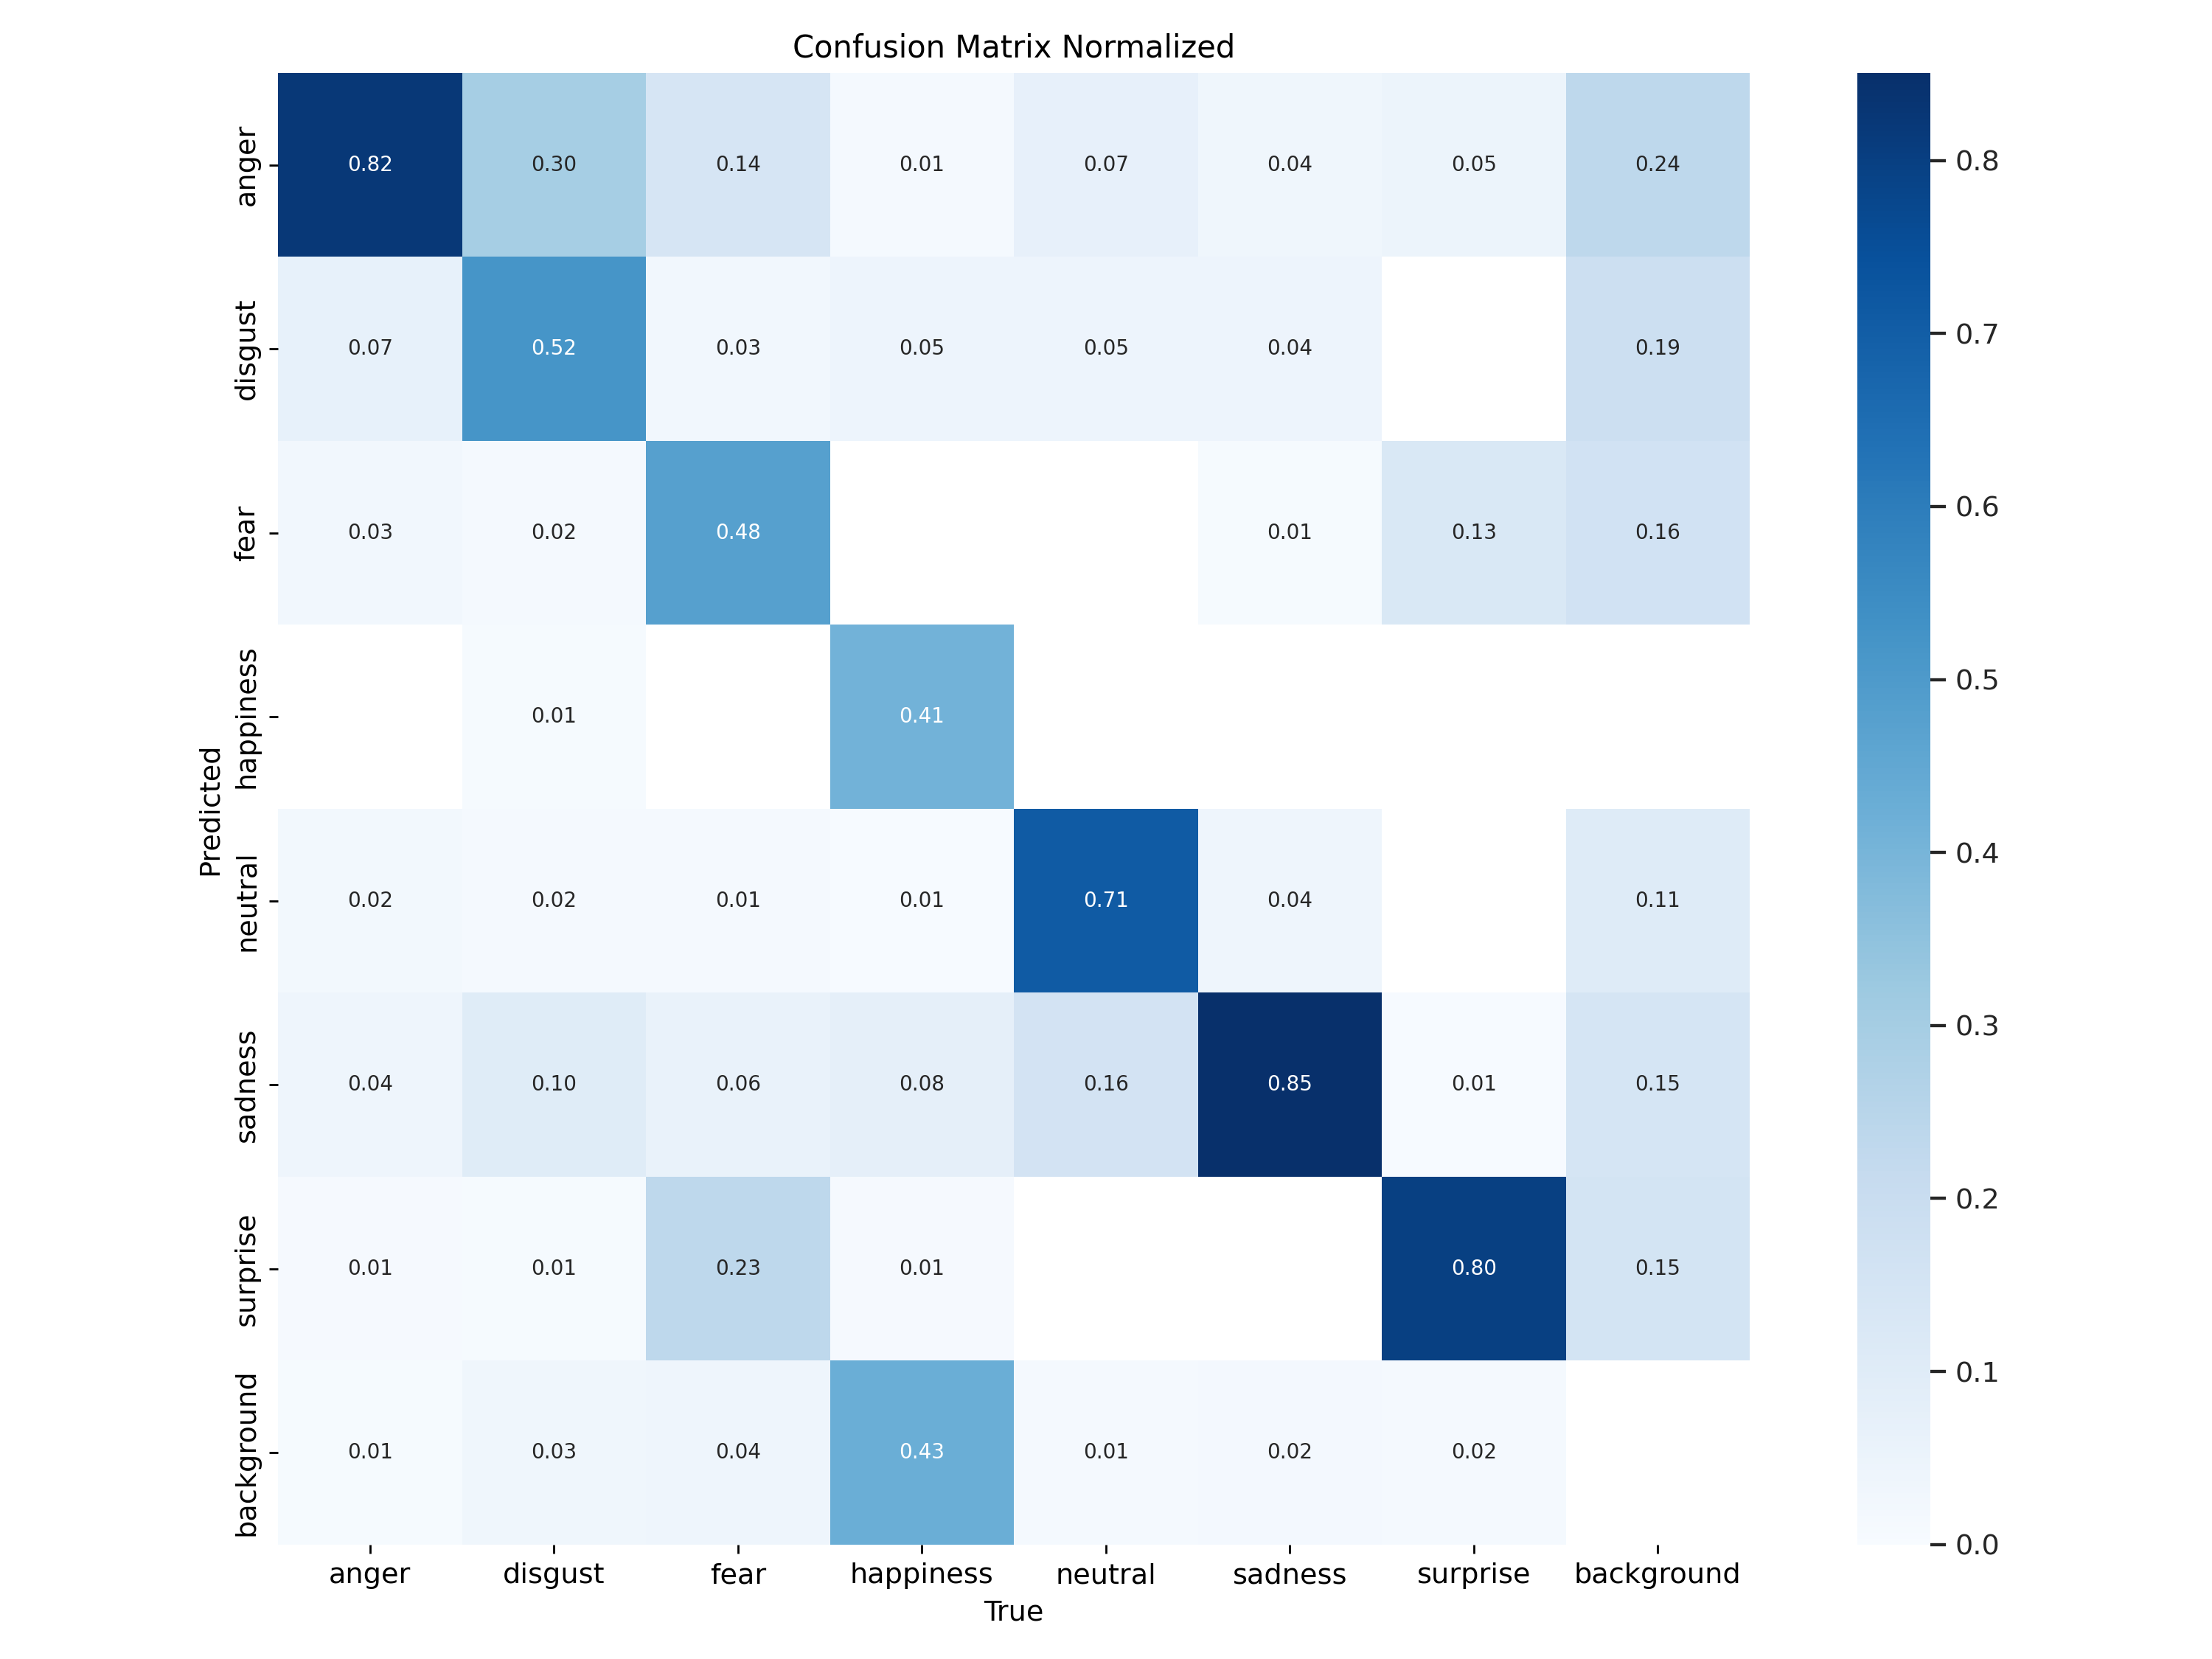 Confusion Matrix Normalized
anger 0.82 0.30 0.14 0.01 0.07 0.04 0.05 0.24
disgust 0.07 0.52 0.03 0.05 0.05 0.04 0.19
fear 0.03 0.02 0.48 0.01 0.13 0.16
happiness 0.01 0.41
neutral 0.02 0.02 0.01 0.01 0.71 0.04 0.11
sadness 0.04 0.10 0.06 0.08 0.16 0.85 0.01 0.15
surprise 0.01 0.01 0.23 0.01 0.80 0.15
background 0.01 0.03 0.04 0.43 0.01 0.02 0.02
Predicted
anger disgust fear happiness neutral sadness surprise background
True
0.8
0.7
0.6
0.5
0.4
0.3
0.2
0.1
0.0